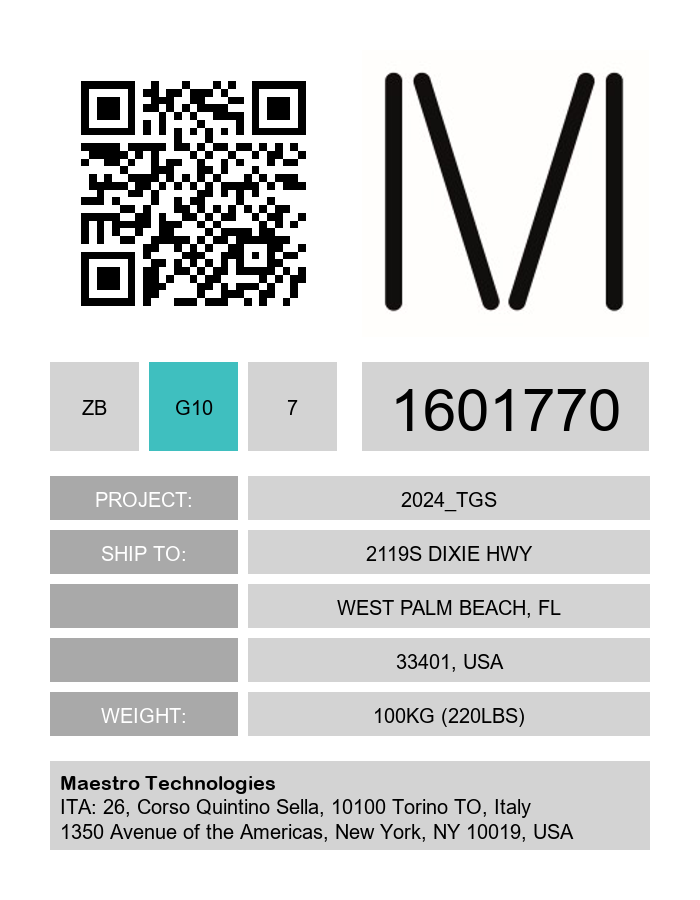 M
ZB
G10
7
1601770
PROJECT: 2024_TGS
SHIP TO: 2119S DIXIE HWY
WEST PALM BEACH, FL
33401, USA
WEIGHT: 100KG (220LBS)
Maestro Technologies
ITA: 26, Corso Quintino Sella, 10100 Torino TO, Italy
1350 Avenue of the Americas, New York, NY 10019, USA